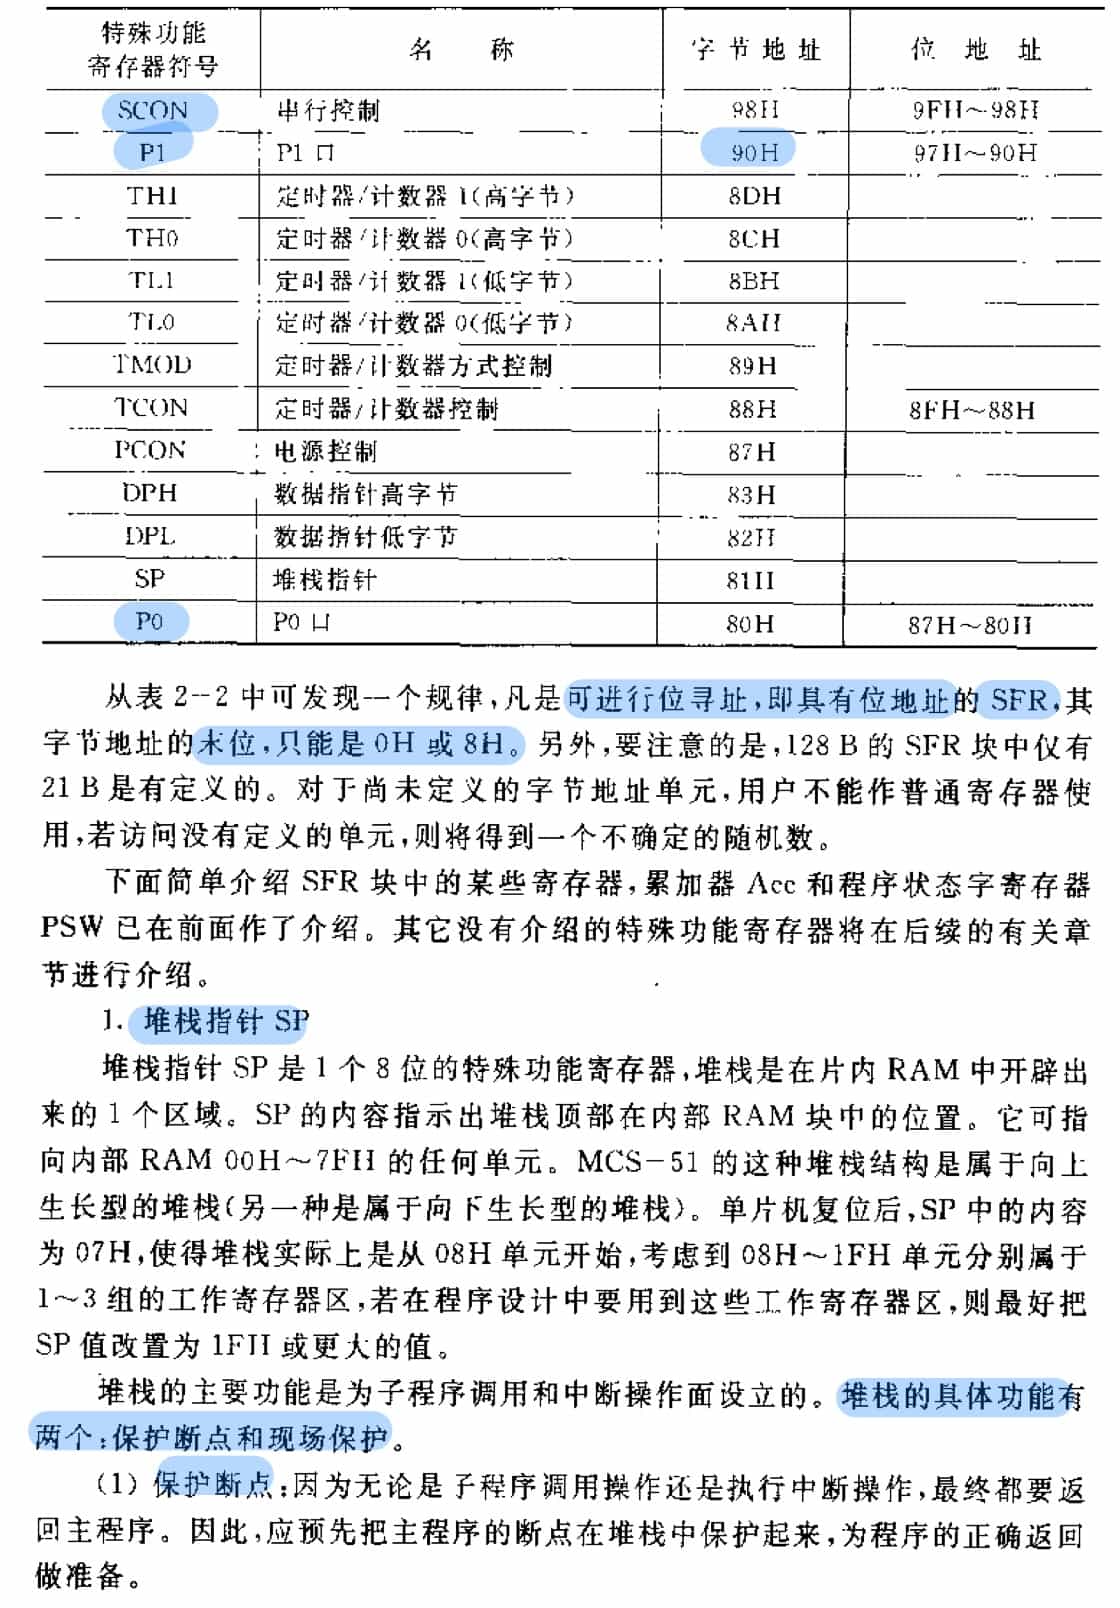 特殊功能寄存器符号 名称 字节地址 位地址
SCON 串行控制 98H 9FH~98H
P1 P1 口 90H 97H~90H
TH1 定时器/计数器 1(高字节) 8DH
TH0 定时器/计数器 0(高字节) 8CH
TL1 定时器/计数器 1(低字节) 8BH
TL0 定时器/计数器 0(低字节) 8AH
TMOD 定时器/计数器方式控制 89H
TCON 定时器/计数器控制 88H 8FH~88H
PCON 电源控制 87H
DPH 数据指针高字节 83H
DPL 数据指针低字节 82H
SP 堆栈指针 81H
P0 P0 口 80H 87H~80H
从表 2-2 中可发现一个规律,凡是可进行位寻址,即具有位地址的 SFR,其
字节地址的末位,只能是 0H 或 8H。另外,要注意的是,128 B 的 SFR 块中仅有
21 B 是有定义的。对于尚未定义的字节地址单元,用户不能作普通寄存器使
用,若访问没有定义的单元,则将得到一个不确定的随机数。
下面简单介绍 SFR 块中的某些寄存器,累加器 Acc 和程序状态字寄存器
PSW 已在前面作了介绍。其它没有介绍的特殊功能寄存器将在后续的有关章
节进行介绍。
1. 堆栈指针 SP
堆栈指针 SP 是 1 个 8 位的特殊功能寄存器,堆栈是在片内 RAM 中开辟出
来的 1 个区域。SP 的内容指示出堆栈顶部在内部 RAM 块中的位置。它可指
向内部 RAM 00H~7FH 的任何单元。MCS-51 的这种堆栈结构是属于向上
生长型的堆栈(另一种是属于向下生长型的堆栈)。单片机复位后,SP 中的内容
为 07H,使得堆栈实际上是从 08H 单元开始,考虑到 08H~1FH 单元分别属于
1~3 组的工作寄存器区,若在程序设计中要用到这些工作寄存器区,则最好把
SP 值改置为 1FH 或更大的值。
堆栈的主要功能是为子程序调用和中断操作而设立的。堆栈的具体功能有
两个:保护断点和现场保护。
(1) 保护断点:因为无论是子程序调用操作还是执行中断操作,最终都要返
回主程序。因此,应预先把主程序的断点在堆栈中保护起来,为程序的正确返回
做准备。